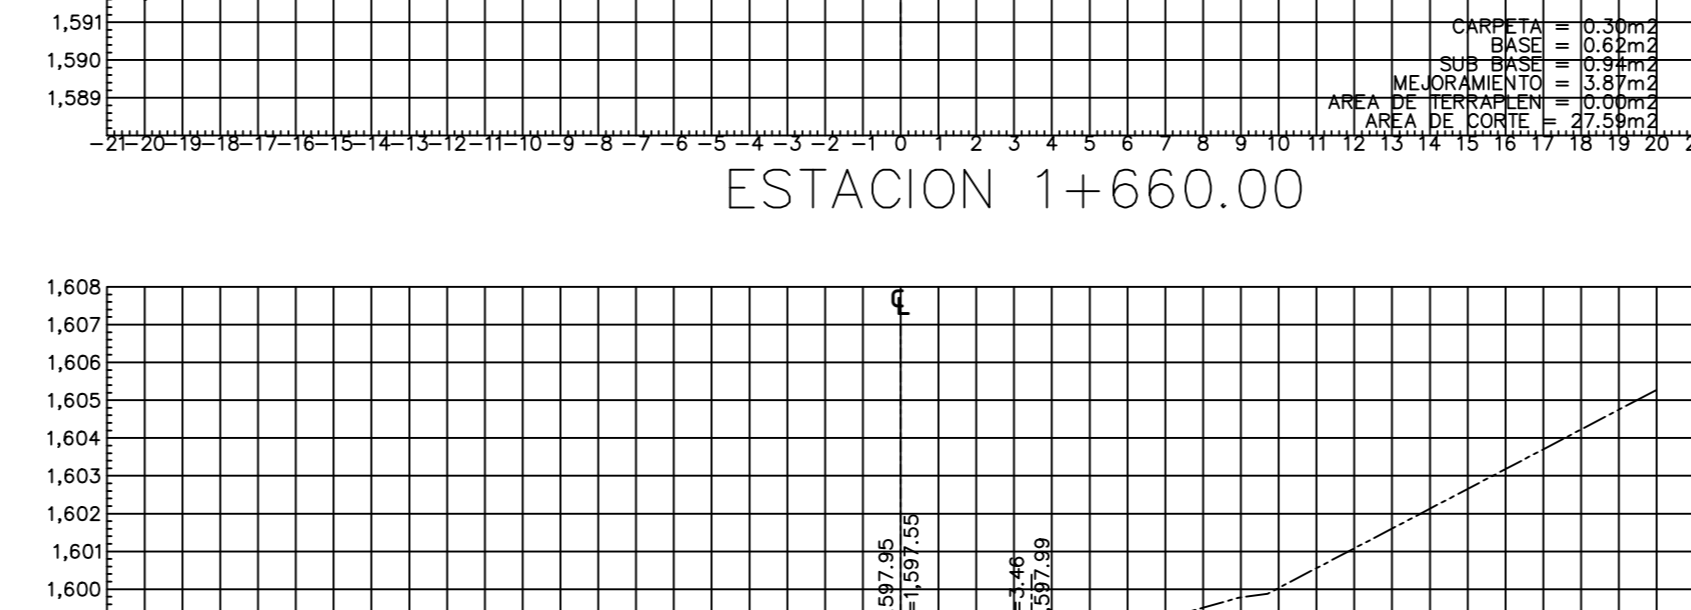 1,591
CARPETA = 0.30m2
BASE = 0.62m2
1,590
SUB BASE = 0.94m2
MEJORAMIENTO = 3.87m2
1,589
AREA DE TERRAPLEN = 0.00m2
AREA DE CORTE = 27.59m2
-21 -20 -19 -18 -17 -16 -15 -14 -13 -12 -11 -10 -9 -8 -7 -6 -5 -4 -3 -2 -1 0 1 2 3 4 5 6 7 8 9 10 11 12 13 14 15 16 17 18 19 20
ESTACION 1+660.00
1,608
℄
1,607
1,606
1,605
1,604
1,603
1,602
1,601
1,600
597.95
=1,597.55
=3.46
597.99